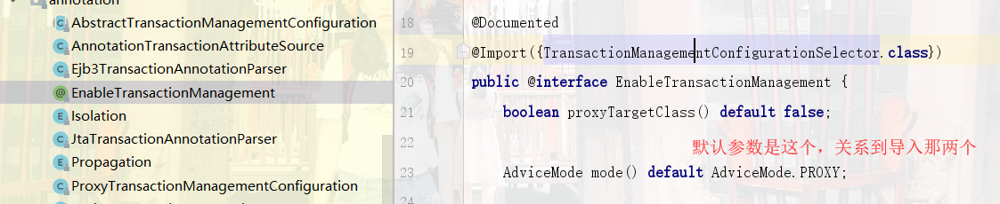 annotation
AbstractTransactionManagementConfiguration
AnnotationTransactionAttributeSource
Ejb3TransactionAnnotationParser
EnableTransactionManagement
Isolation
JtaTransactionAnnotationParser
Propagation
ProxyTransactionManagementConfiguration
18 @Documented
19 @Import({TransactionManagementConfigurationSelector.class})
20 public @interface EnableTransactionManagement {
21 boolean proxyTargetClass() default false;
22
默认参数是这个，关系到导入那两个
23 AdviceMode mode() default AdviceMode.PROXY;
24